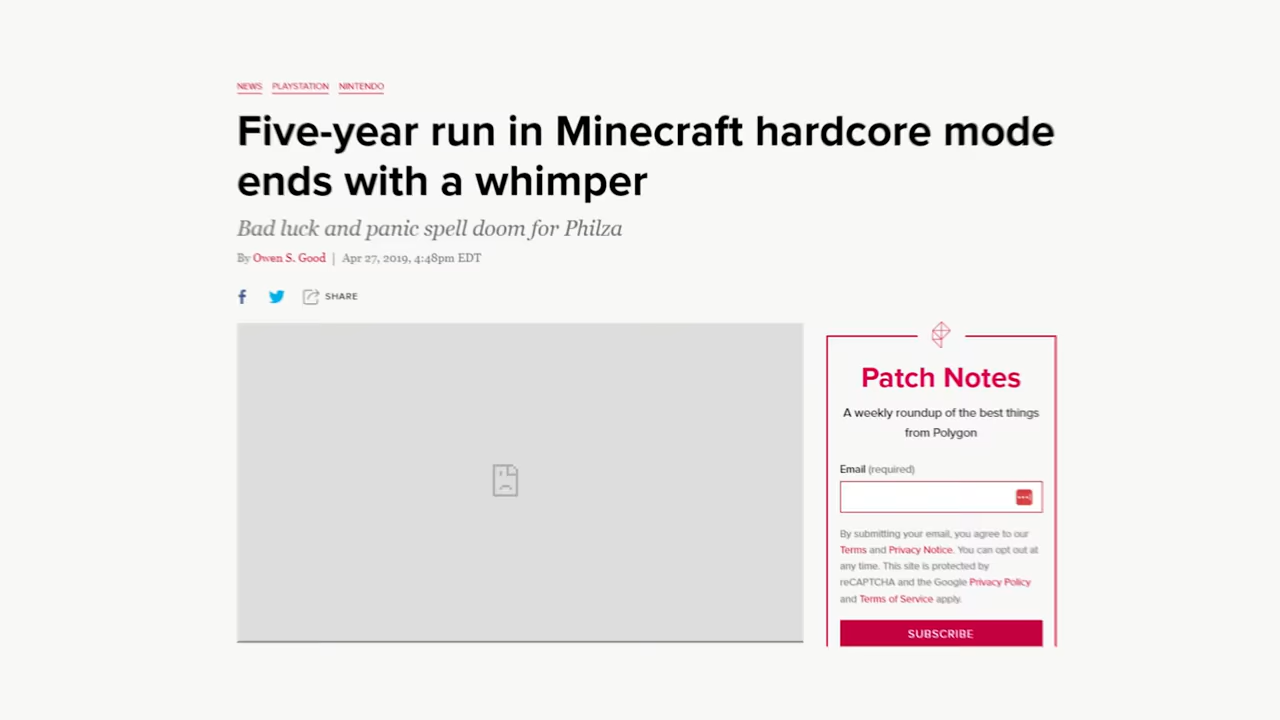 NEWS PLAYSTATION NINTENDO
Five-year run in Minecraft hardcore mode
ends with a whimper
Bad luck and panic spell doom for Philza
By Owen S. Good | Apr 27, 2019, 4:48pm EDT
SHARE
Patch Notes
A weekly roundup of the best things
from Polygon
Email (required)
By submitting your email, you agree to our
Terms and Privacy Notice. You can opt out at
any time. This site is protected by
reCAPTCHA and the Google Privacy Policy
and Terms of Service apply.
SUBSCRIBE